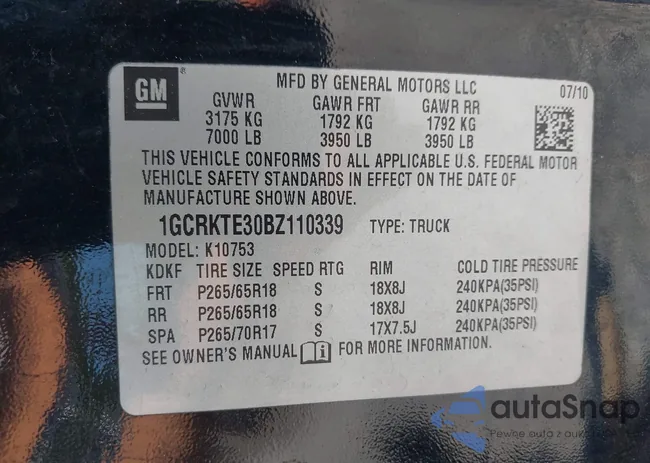 GM
MFD BY GENERAL MOTORS LLC
07/10
GVWR GAWR FRT GAWR RR
3175 KG 1792 KG 1792 KG
7000 LB 3950 LB 3950 LB
THIS VEHICLE CONFORMS TO ALL APPLICABLE U.S. FEDERAL MOTOR
VEHICLE SAFETY STANDARDS IN EFFECT ON THE DATE OF
MANUFACTURE SHOWN ABOVE.
1GCRKTE30BZ110339 TYPE: TRUCK
MODEL: K10753
KDKF TIRE SIZE SPEED RTG RIM COLD TIRE PRESSURE
FRT P265/65R18 S 18X8J 240KPA(35PSI)
RR P265/65R18 S 18X8J 240KPA(35PSI)
SPA P265/70R17 S 17X7.5J 240KPA(35PSI)
SEE OWNER'S MANUAL i FOR MORE INFORMATION.
autaSnap
Pewne auta z aukcji